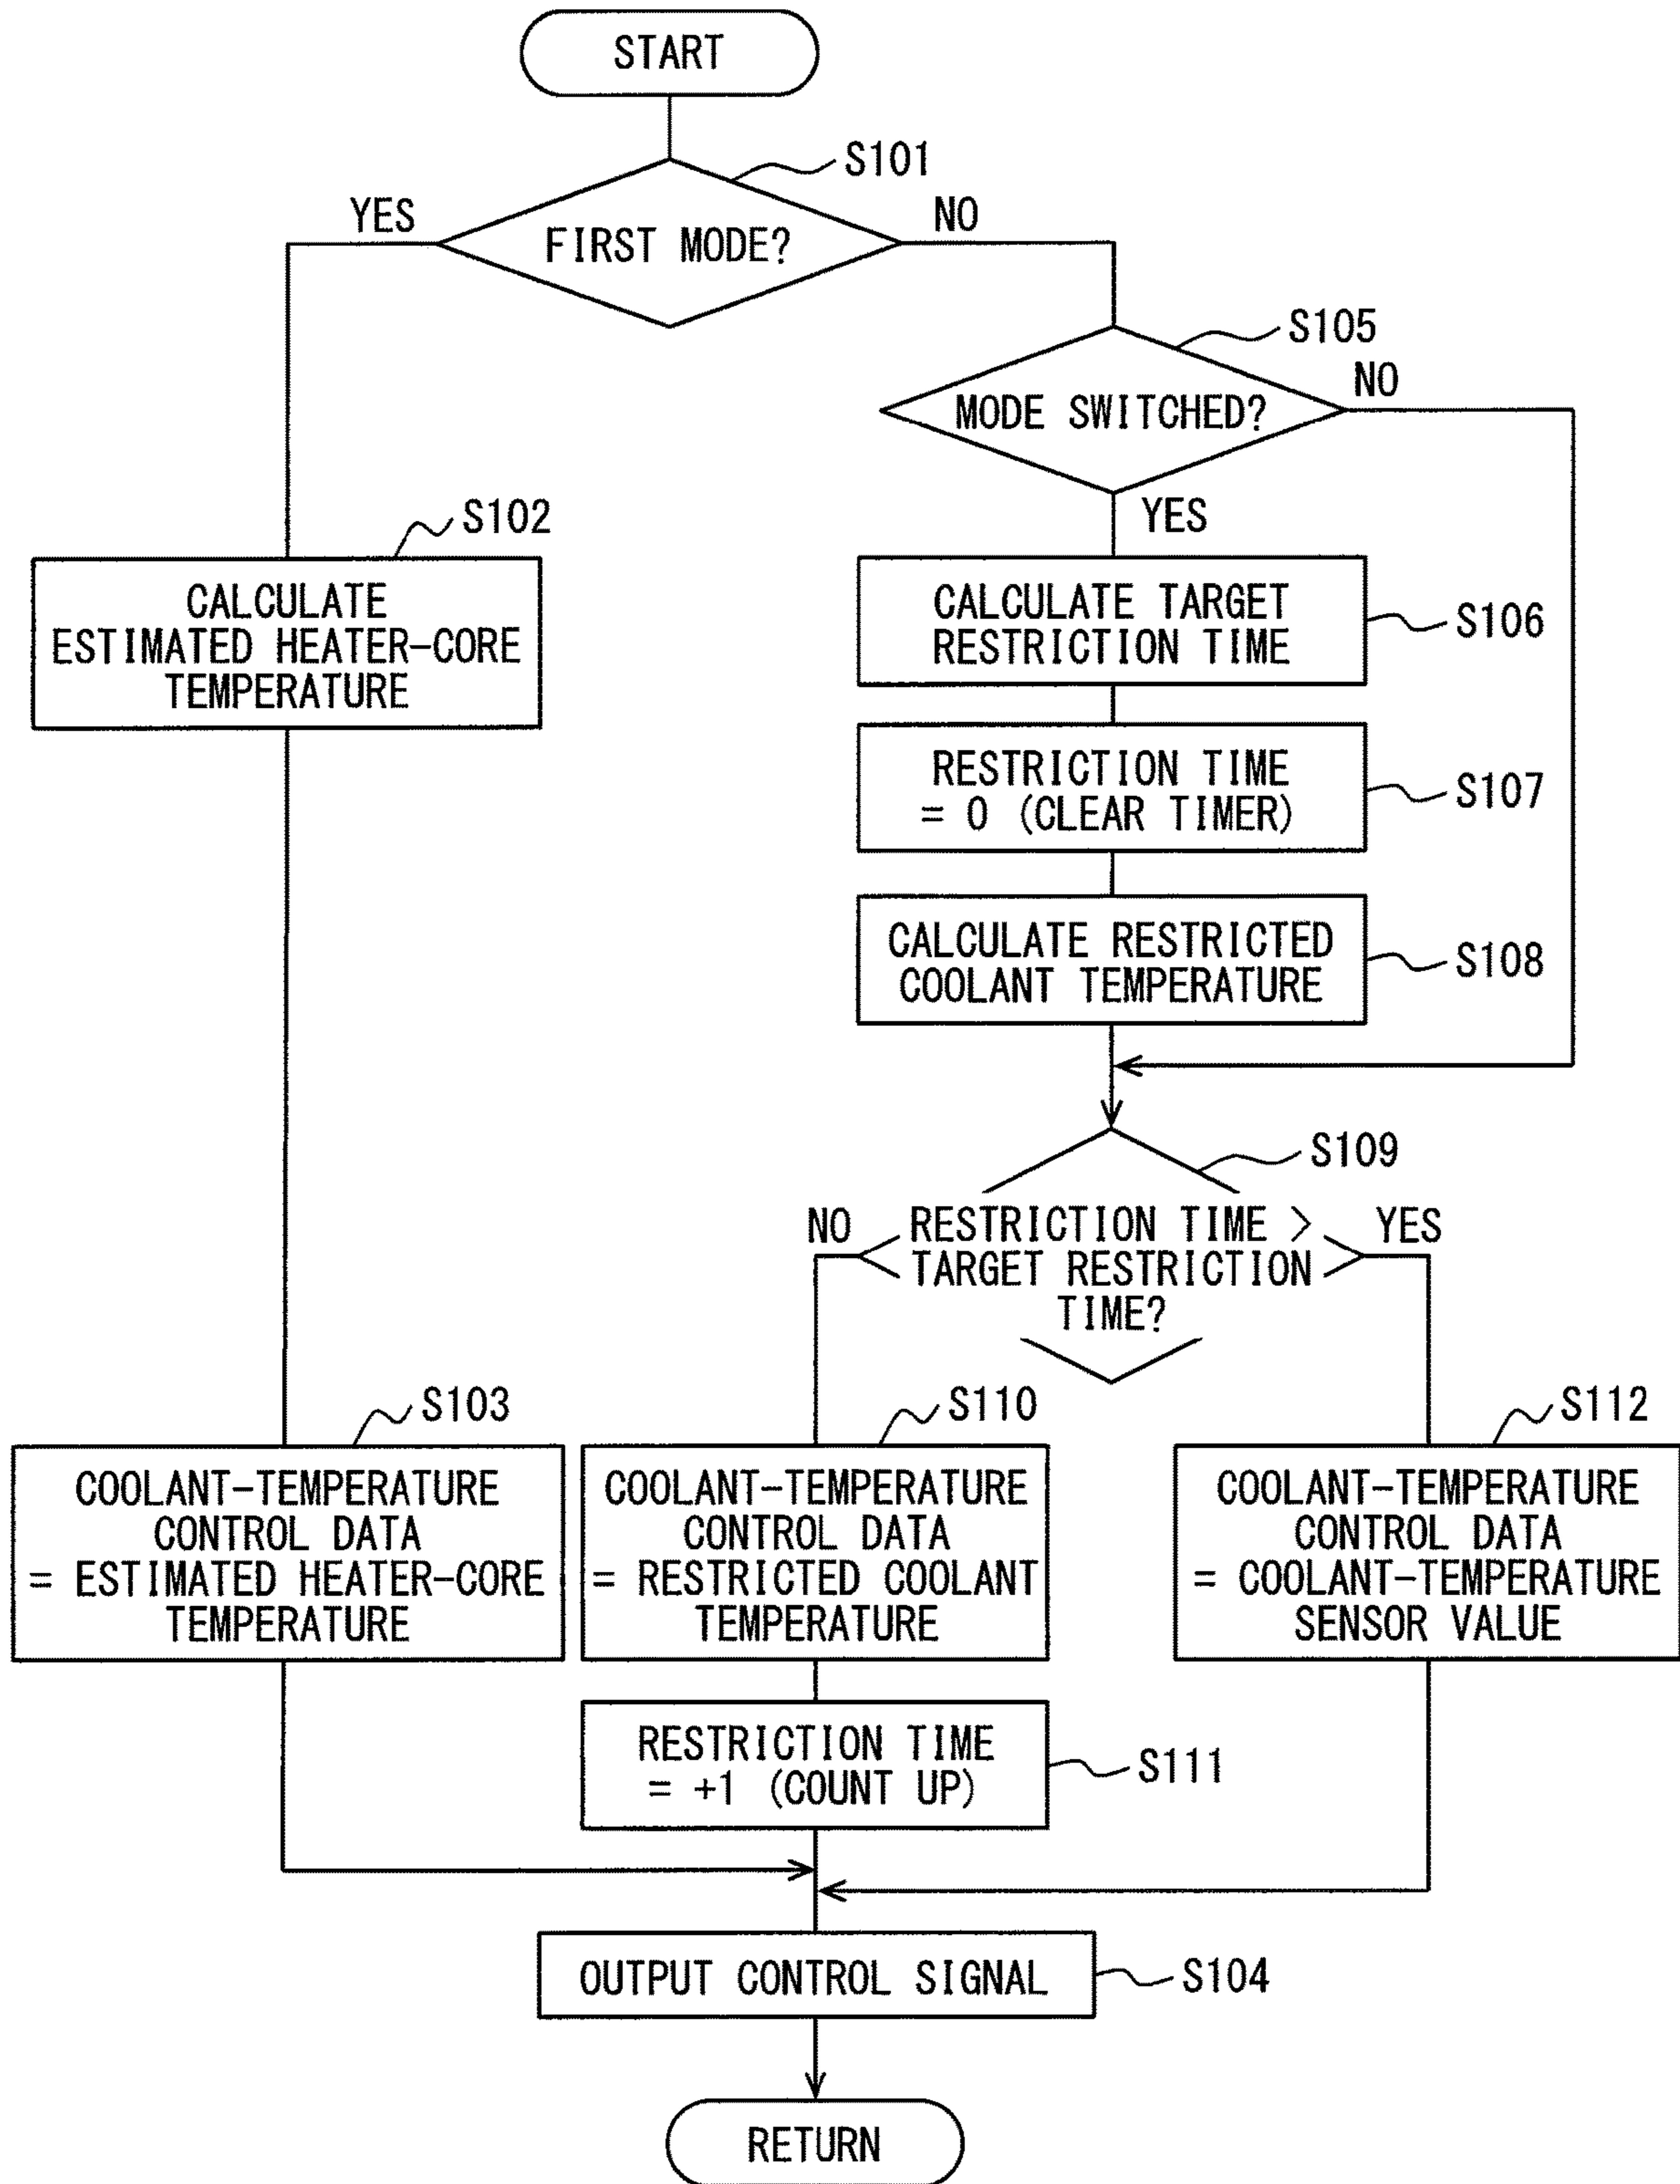 START
S101
YES
NO
FIRST MODE?
S105
NO
MODE SWITCHED?
YES
S102
CALCULATE
ESTIMATED HEATER-CORE
TEMPERATURE
CALCULATE TARGET
RESTRICTION TIME
S106
RESTRICTION TIME
= 0 (CLEAR TIMER)
S107
CALCULATE RESTRICTED
COOLANT TEMPERATURE
S108
S109
NO
RESTRICTION TIME >
TARGET RESTRICTION
TIME?
YES
S103
COOLANT-TEMPERATURE
CONTROL DATA
= ESTIMATED HEATER-CORE
TEMPERATURE
S110
COOLANT-TEMPERATURE
CONTROL DATA
= RESTRICTED COOLANT
TEMPERATURE
S112
COOLANT-TEMPERATURE
CONTROL DATA
= COOLANT-TEMPERATURE
SENSOR VALUE
RESTRICTION TIME
= +1 (COUNT UP)
S111
OUTPUT CONTROL SIGNAL
S104
RETURN